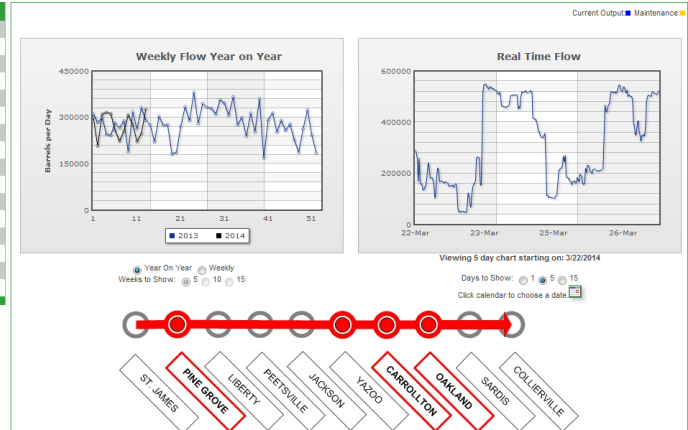 Current Output: Maintenance:
Weekly Flow Year on Year
450000
300000
150000
0
Barrels per Day
1 11 21 31 41 51
2013 2014
Real Time Flow
600000
400000
200000
0
22-Mar 23-Mar 25-Mar 26-Mar
Viewing 5 day chart starting on: 3/22/2014
Year On Year Weekly
Weeks to Show: 5 10 15
Days to Show: 1 5 15
Click calendar to choose a date.
ST. JAMES
PINE GROVE
LIBERTY
PEETSVILLE
JACKSON
YAZOO
CARROLLTON
OAKLAND
SARDIS
COLLIERVILLE